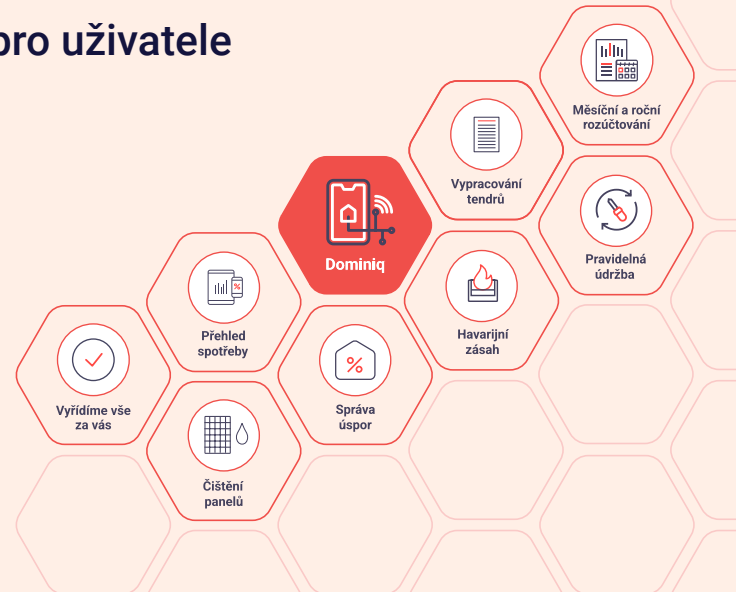 pro uživatele
Měsíční a roční
rozúčtování
Vypracování
tendrů
Dominiq
Pravidelná
údržba
Přehled
spotřeby
Havarijní
zásah
Vyřídíme vše
za vás
Správa
úspor
Čištění
panelů